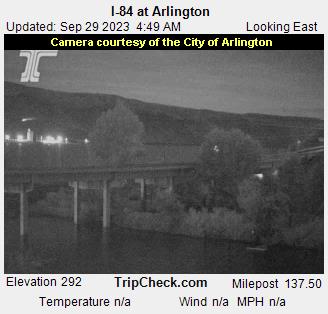 I-84 at Arlington
Updated: Sep 29 2023 4:49 AM Looking East
Camera courtesy of the City of Arlington
Elevation 292 TripCheck.com Milepost 137.50
Temperature n/a Wind n/a MPH n/a